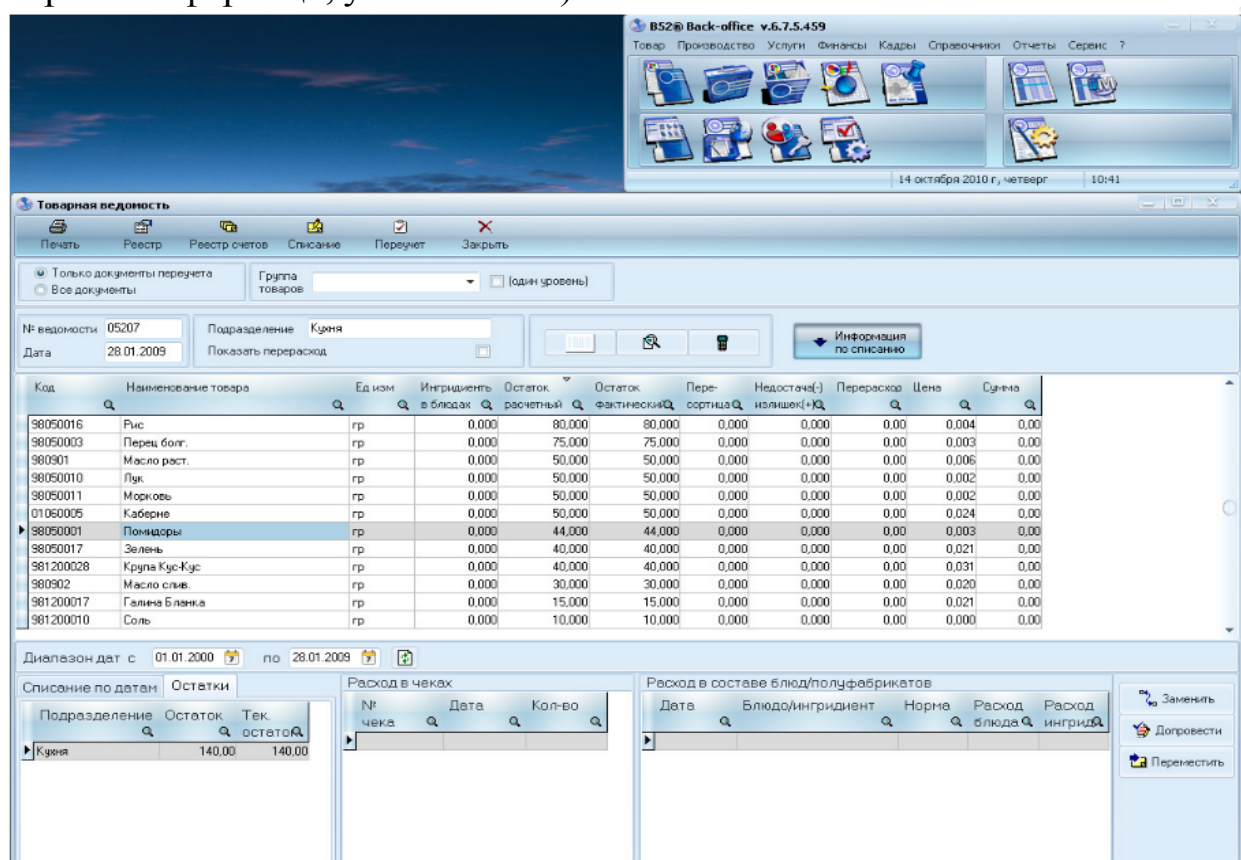 B52® Back-office v.6.7.5.459
Товар Производство Услуги Финансы Кадры Справочники Отчеты Сервис ?
14 октября 2010 г, четверг 10:41
Товарная ведомость
Печать Реестр Реестр счетов Списание Переучет Закрыть
Только документы переучета
Все документы
Группа товаров
(один уровень)
№ ведомости 05207 Подразделение Кухня
Дата 28.01.2009 Показать перерасход
Информация по списанию
Код Наименование товара Ед изм Ингридиенть в блюдах Остаток расчетный Остаток фактический Пере-сортица Недостача(-) излишек(+) Перерасход Цена Сумма
98050016 Рис гр 0,000 80,000 80,000 0,000 0,000 0,00 0,004 0,00
98050003 Перец болг. гр 0,000 75,000 75,000 0,000 0,000 0,00 0,003 0,00
980901 Масло раст. гр 0,000 50,000 50,000 0,000 0,000 0,00 0,006 0,00
98050010 Лук гр 0,000 50,000 50,000 0,000 0,000 0,00 0,002 0,00
98050011 Морковь гр 0,000 50,000 50,000 0,000 0,000 0,00 0,002 0,00
01060005 Каберне гр 0,000 50,000 50,000 0,000 0,000 0,00 0,024 0,00
98050001 Помидоры гр 0,000 44,000 44,000 0,000 0,000 0,00 0,003 0,00
98050017 Зелень гр 0,000 40,000 40,000 0,000 0,000 0,00 0,021 0,00
981200028 Крупа Кус-Кус гр 0,000 40,000 40,000 0,000 0,000 0,00 0,031 0,00
980902 Масло слив. гр 0,000 30,000 30,000 0,000 0,000 0,00 0,020 0,00
981200017 Галина Бланка гр 0,000 15,000 15,000 0,000 0,000 0,00 0,021 0,00
981200010 Соль гр 0,000 10,000 10,000 0,000 0,000 0,00 0,000 0,00
Диапазон дат с 01.01.2000 по 28.01.2009
Списание по датам Остатки
Подразделение Остаток Тек. остаток
Кухня 140,00 140,00
Расход в чеках
№ чека Дата Кол-во
Расход в составе блюд/полуфабрикатов
Дата Блюдо/ингридиент Норма Расход блюда Расход ингрид
Заменить
Допровести
Переместить